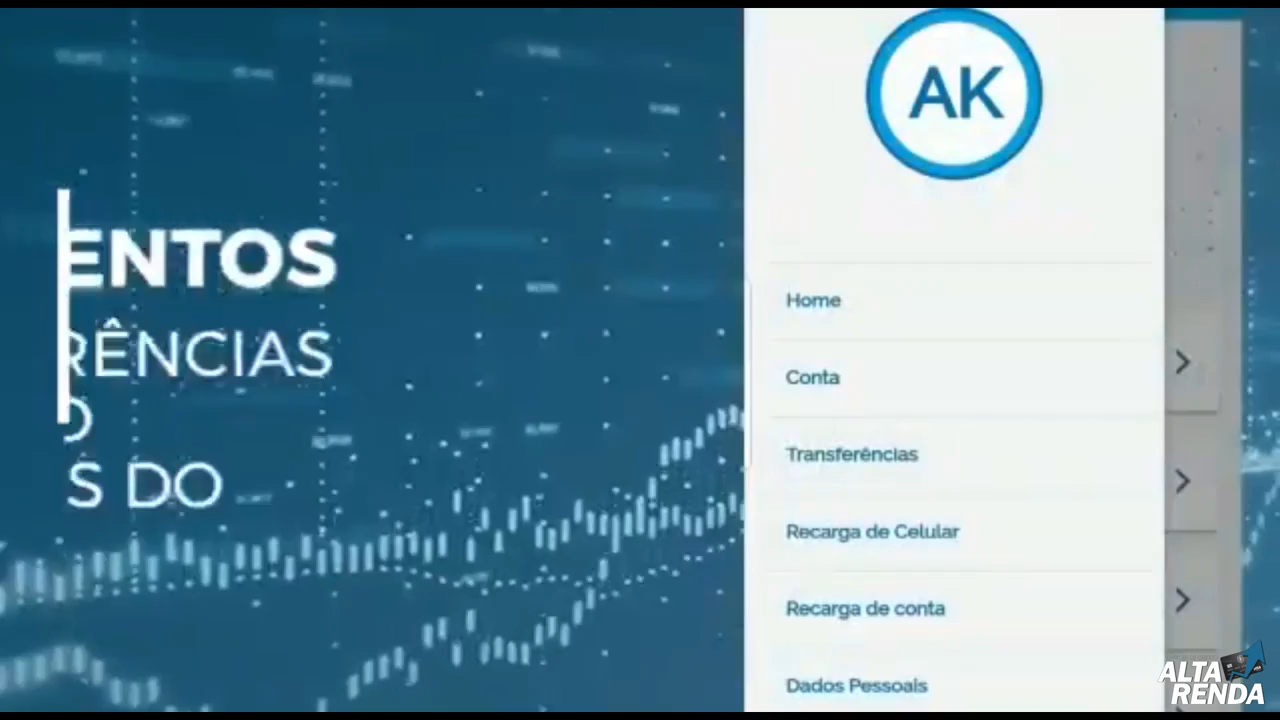 ENTOS
RÊNCIAS
O
S DO
AK
Home
Conta
Transferências
Recarga de Celular
Recarga de conta
Dados Pessoais
ALTA
RENDA